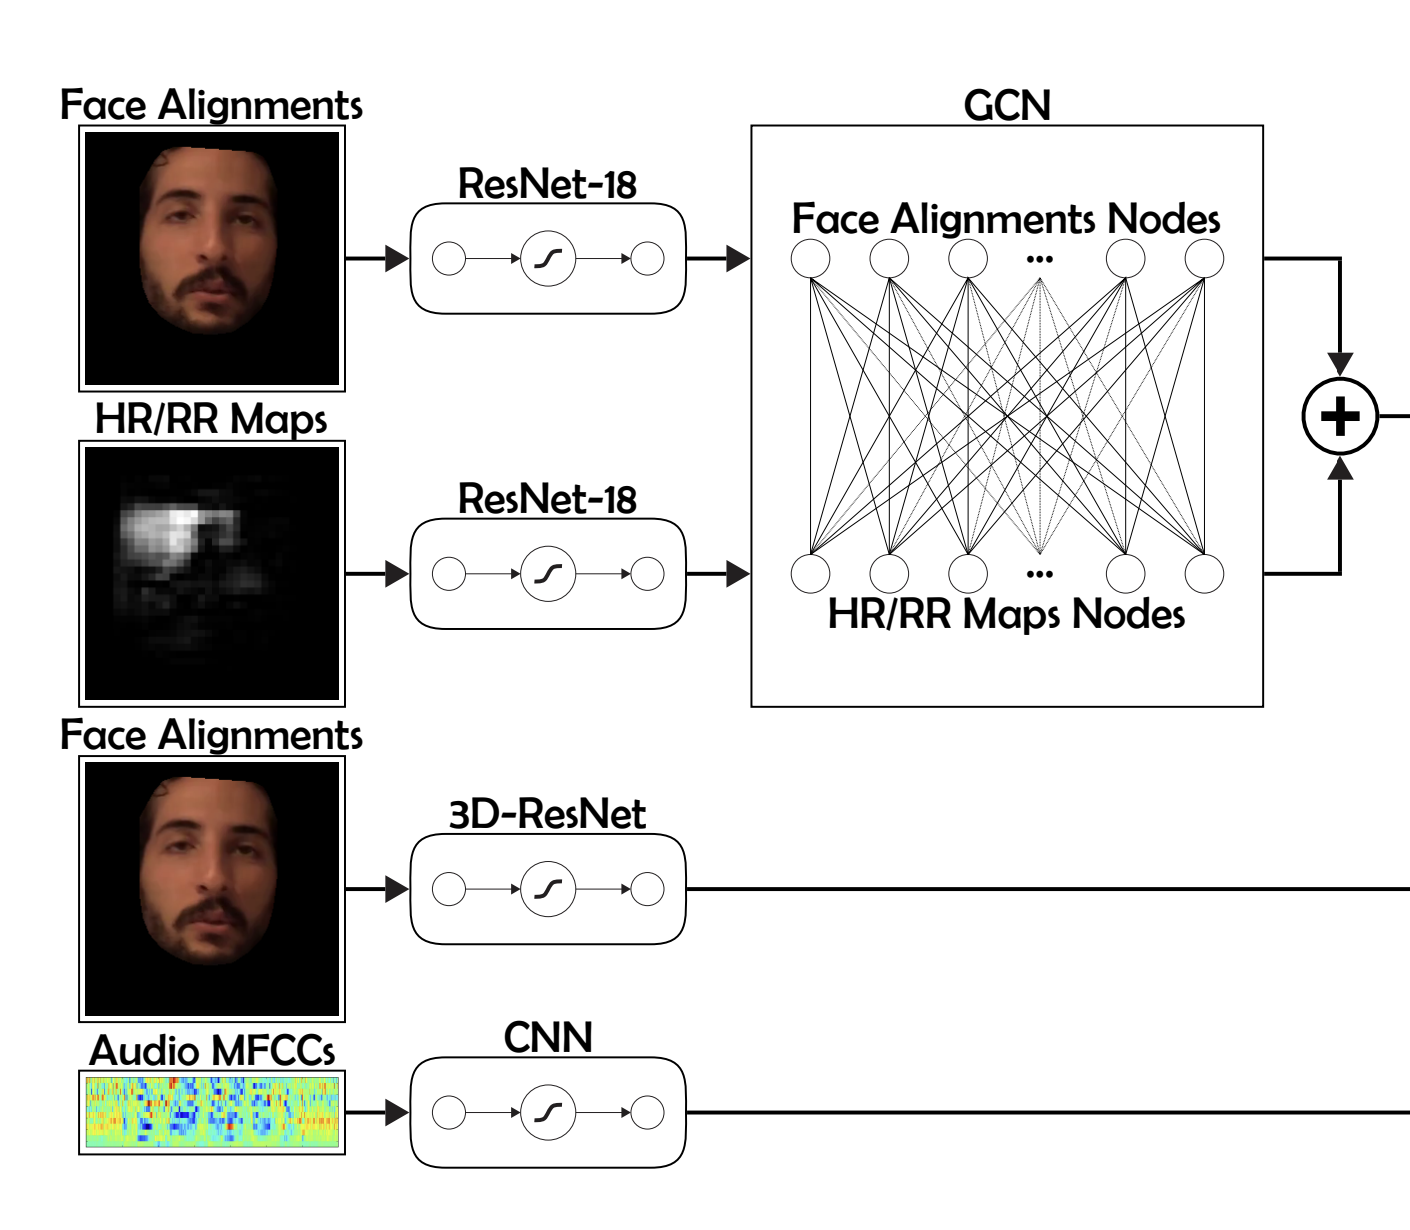 Face Alignments
GCN
ResNet-18
Face Alignments Nodes
...
HR/RR Maps
ResNet-18
...
HR/RR Maps Nodes
Face Alignments
3D-ResNet
Audio MFCCs
CNN